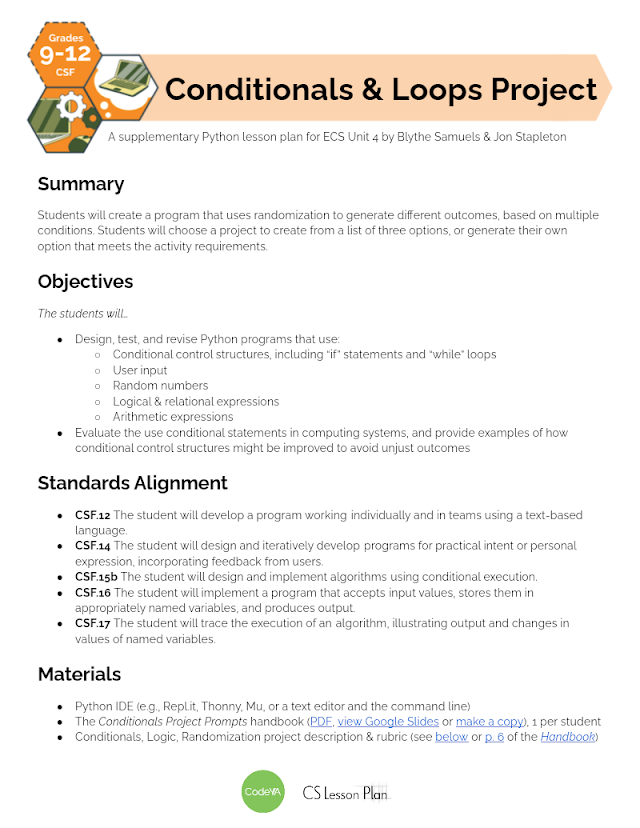 Grades
9-12
CSF
Conditionals & Loops Project
A supplementary Python lesson plan for ECS Unit 4 by Blythe Samuels & Jon Stapleton
Summary
Students will create a program that uses randomization to generate different outcomes, based on multiple
conditions. Students will choose a project to create from a list of three options, or generate their own
option that meets the activity requirements.
Objectives
The students will…
● Design, test, and revise Python programs that use:
○ Conditional control structures, including “if” statements and “while” loops
○ User input
○ Random numbers
○ Logical & relational expressions
○ Arithmetic expressions
● Evaluate the use conditional statements in computing systems, and provide examples of how
conditional control structures might be improved to avoid unjust outcomes
Standards Alignment
● CSF.12 The student will develop a program working individually and in teams using a text-based
language.
● CSF.14 The student will design and iteratively develop programs for practical intent or personal
expression, incorporating feedback from users.
● CSF.15b The student will design and implement algorithms using conditional execution.
● CSF.16 The student will implement a program that accepts input values, stores them in
appropriately named variables, and produces output.
● CSF.17 The student will trace the execution of an algorithm, illustrating output and changes in
values of named variables.
Materials
● Python IDE (e.g., Repl.it, Thonny, Mu, or a text editor and the command line)
● The Conditionals Project Prompts handbook (PDF, view Google Slides or make a copy), 1 per student
● Conditionals, Logic, Randomization project description & rubric (see below or p. 6 of the Handbook)
CodeVA
CS Lesson Plan